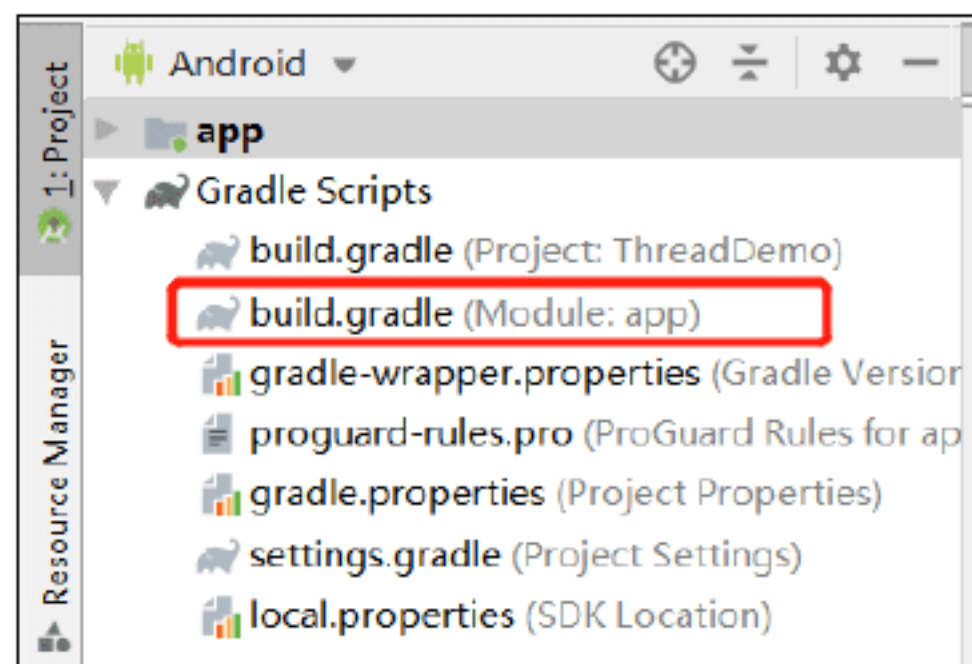 1: Project
Resource Manager
Android
app
Gradle Scripts
build.gradle (Project: ThreadDemo)
build.gradle (Module: app)
gradle-wrapper.properties (Gradle Version
proguard-rules.pro (ProGuard Rules for ap
gradle.properties (Project Properties)
settings.gradle (Project Settings)
local.properties (SDK Location)